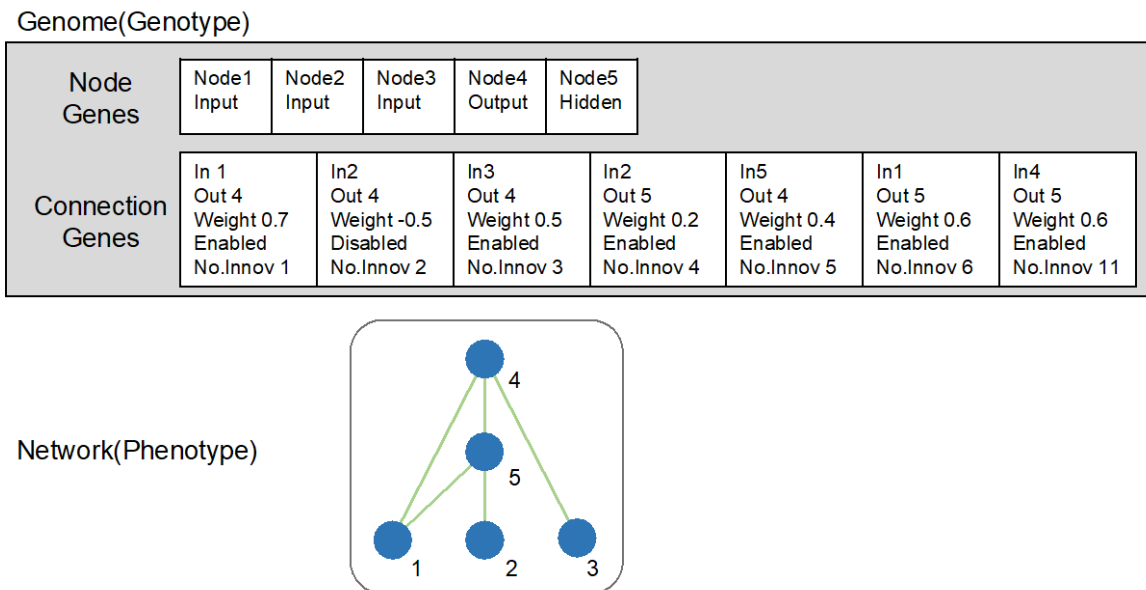 Genome(Genotype)
Node
Genes
Node1
Input
Node2
Input
Node3
Input
Node4
Output
Node5
Hidden
Connection
Genes
In 1
Out 4
Weight 0.7
Enabled
No.Innov 1
In2
Out 4
Weight -0.5
Disabled
No.Innov 2
In3
Out 4
Weight 0.5
Enabled
No.Innov 3
In2
Out 5
Weight 0.2
Enabled
No.Innov 4
In5
Out 4
Weight 0.4
Enabled
No.Innov 5
In1
Out 5
Weight 0.6
Enabled
No.Innov 6
In4
Out 5
Weight 0.6
Enabled
No.Innov 11
Network(Phenotype)
4
5
1
2
3